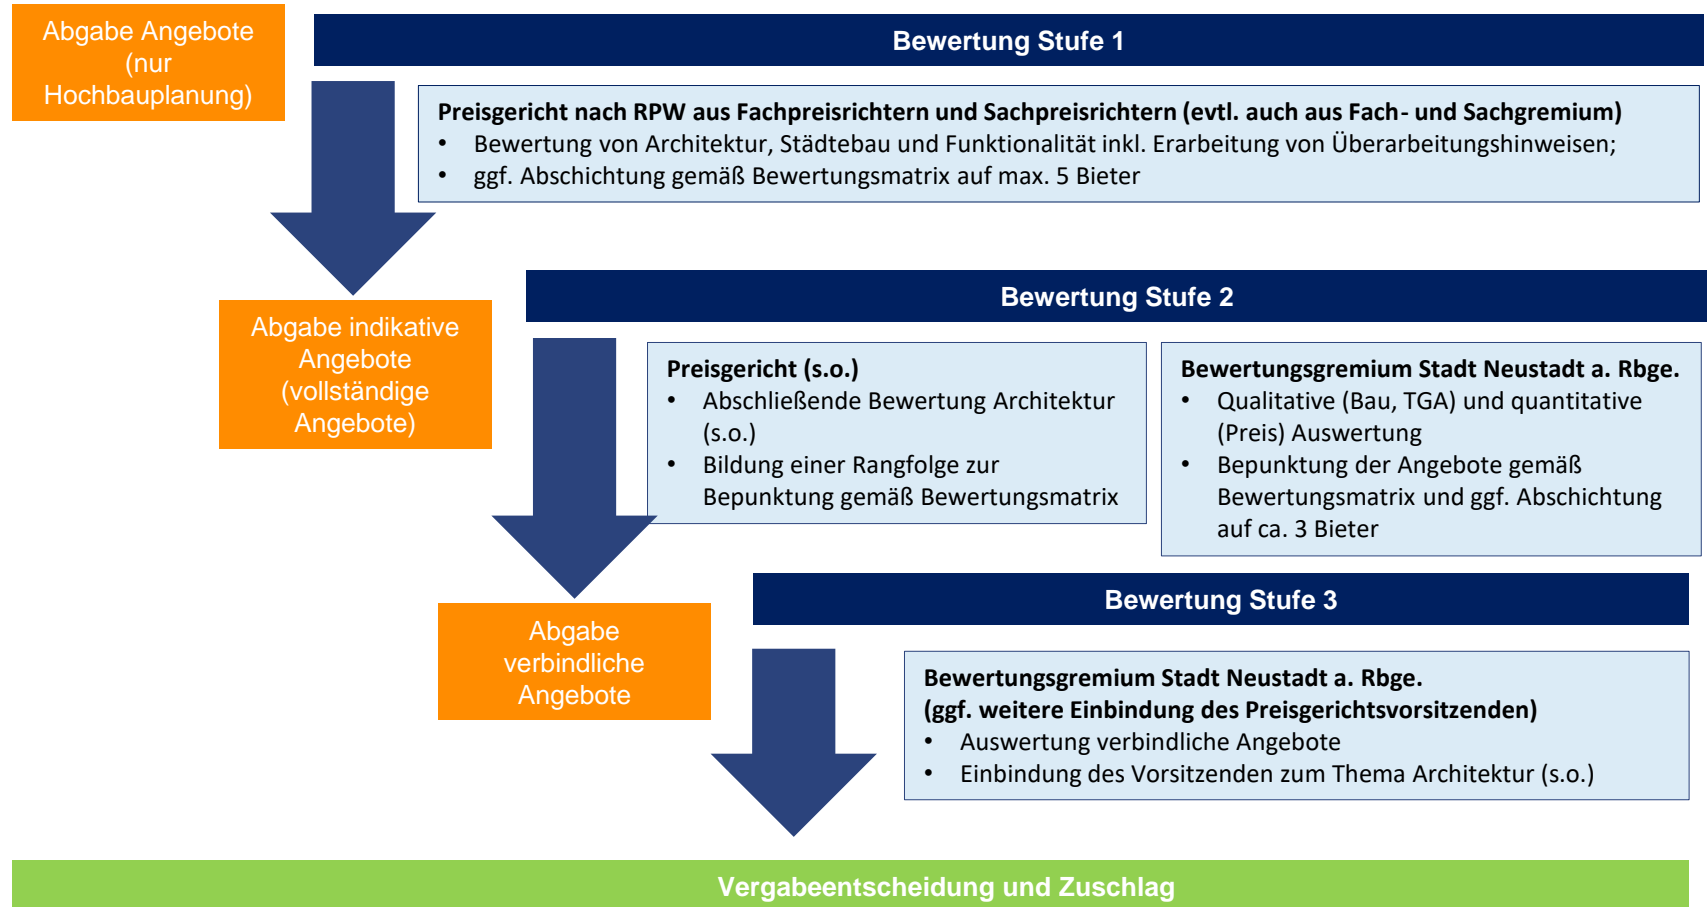 Abgabe Angebote
(nur
Hochbauplanung)
Bewertung Stufe 1
Preisgericht nach RPW aus Fachpreisrichtern und Sachpreisrichtern (evtl. auch aus Fach- und Sachgremium)
• Bewertung von Architektur, Städtebau und Funktionalität inkl. Erarbeitung von Überarbeitungshinweisen;
• ggf. Abschichtung gemäß Bewertungsmatrix auf max. 5 Bieter
Abgabe indikative
Angebote
(vollständige
Angebote)
Bewertung Stufe 2
Preisgericht (s.o.)
• Abschließende Bewertung Architektur
(s.o.)
• Bildung einer Rangfolge zur
Bepunktung gemäß Bewertungsmatrix
Bewertungsgremium Stadt Neustadt a. Rbge.
• Qualitative (Bau, TGA) und quantitative
(Preis) Auswertung
• Bepunktung der Angebote gemäß
Bewertungsmatrix und ggf. Abschichtung
auf ca. 3 Bieter
Abgabe
verbindliche
Angebote
Bewertung Stufe 3
Bewertungsgremium Stadt Neustadt a. Rbge.
(ggf. weitere Einbindung des Preisgerichtsvorsitzenden)
• Auswertung verbindliche Angebote
• Einbindung des Vorsitzenden zum Thema Architektur (s.o.)
Vergabeentscheidung und Zuschlag